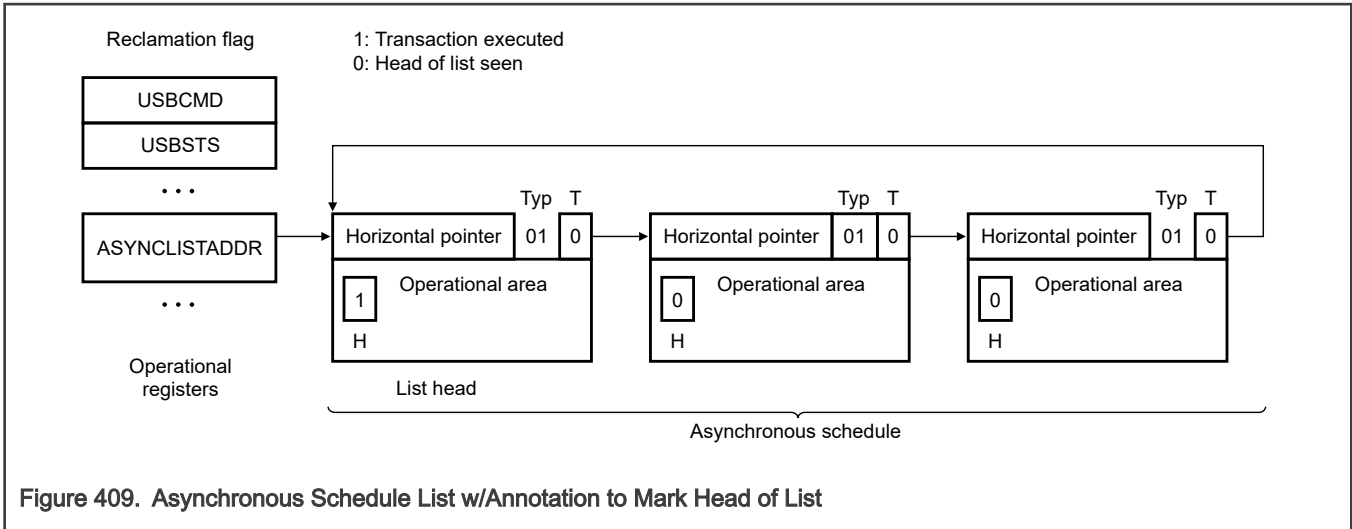 Reclamation flag
1: Transaction executed
0: Head of list seen
USBCMD
USBSTS
...
ASYNCLISTADDR
...
Operational
registers
Typ T
Horizontal pointer 01 0
1 Operational area
H
List head
Typ T
Horizontal pointer 01 0
0 Operational area
H
Typ T
Horizontal pointer 01 0
0 Operational area
H
Asynchronous schedule
Figure 409. Asynchronous Schedule List w/Annotation to Mark Head of List